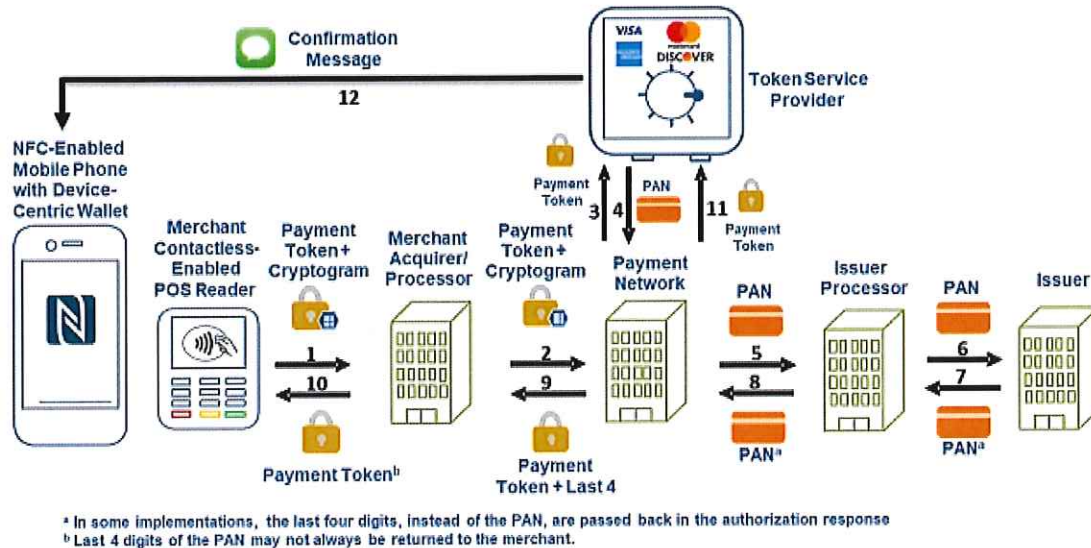 Confirmation
Message
12
VISA
mastercard
DISCOVER
Token Service
Provider
NFC-Enabled
Mobile Phone
with Device-
Centric Wallet
Payment
Token
3
4
PAN
11
Payment
Token
Merchant
Contactless-
Enabled
POS Reader
Payment
Token +
Cryptogram
Merchant
Acquirer/
Processor
Payment
Token +
Cryptogram
Payment
Network
PAN
Issuer
Processor
PAN
Issuer
N
1
10
2
9
5
8
6
7
Payment Tokenᵇ
Payment
Token + Last 4
PANᵃ
PANᵃ
ᵃ In some implementations, the last four digits, instead of the PAN, are passed back in the authorization response
ᵇ Last 4 digits of the PAN may not always be returned to the merchant.